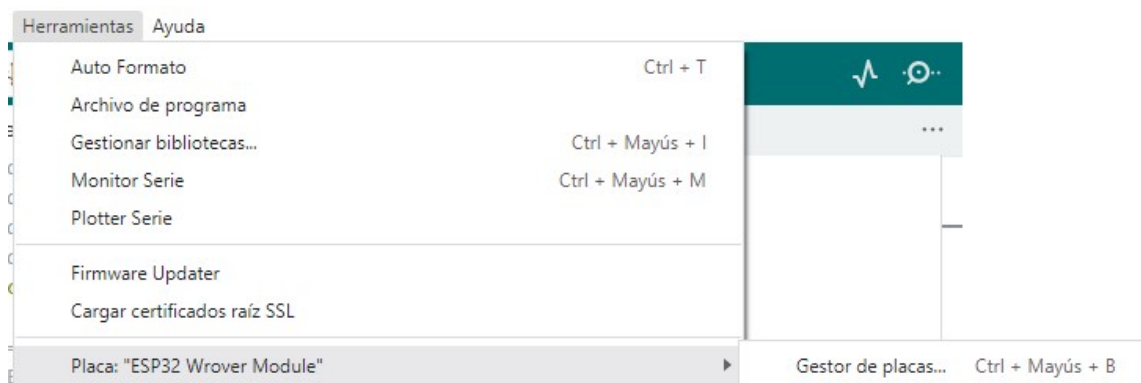 Herramientas Ayuda
Auto Formato Ctrl + T
Archivo de programa
Gestionar bibliotecas... Ctrl + Mayús + I
Monitor Serie Ctrl + Mayús + M
Plotter Serie
Firmware Updater
Cargar certificados raíz SSL
Placa: "ESP32 Wrover Module" Gestor de placas... Ctrl + Mayús + B